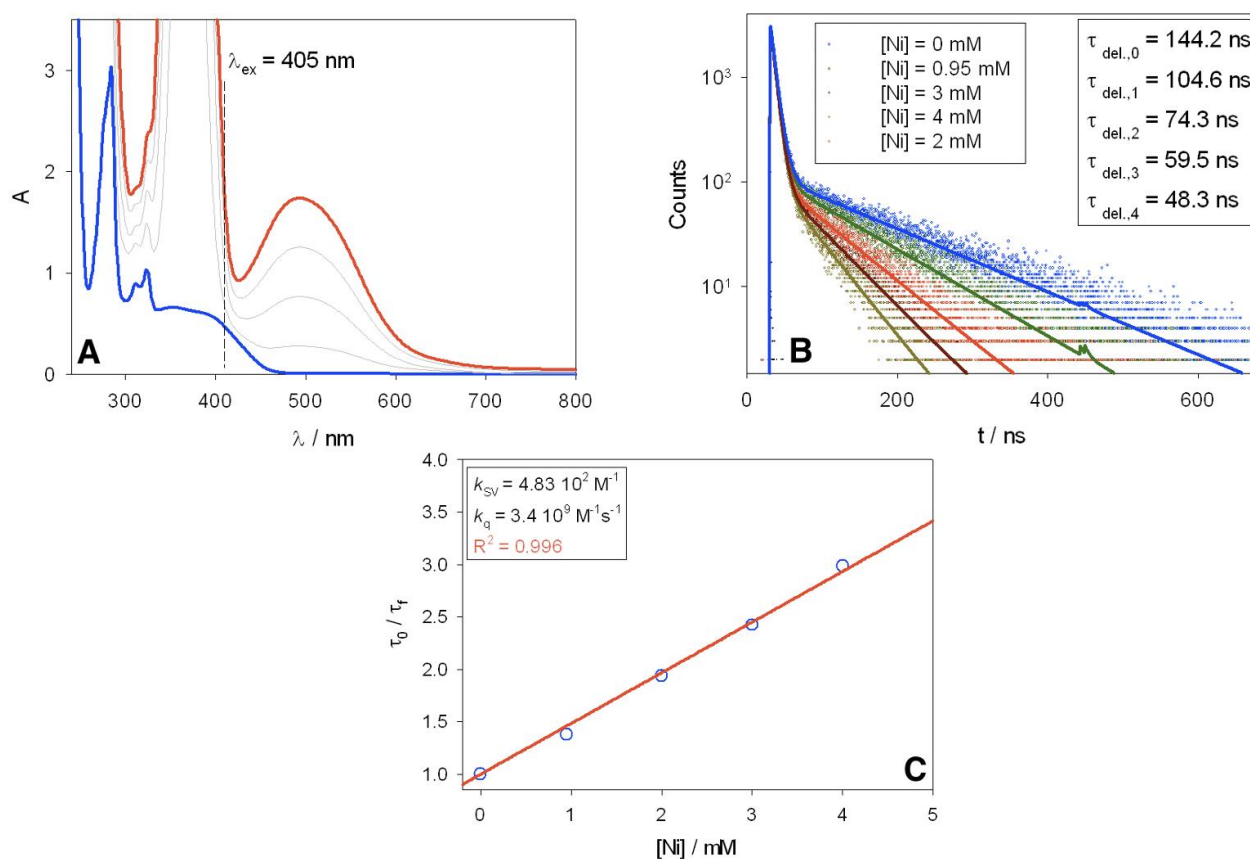 3
2
1
0
A
λex = 405 nm
A
300
400
500
600
700
800
λ / nm
10³
10²
10¹
Counts
[Ni] = 0 mM
[Ni] = 0.95 mM
[Ni] = 3 mM
[Ni] = 4 mM
[Ni] = 2 mM
τ del.,0 = 144.2 ns
τ del.,1 = 104.6 ns
τ del.,2 = 74.3 ns
τ del.,3 = 59.5 ns
τ del.,4 = 48.3 ns
B
0
200
400
600
t / ns
4.0
3.5
3.0
2.5
2.0
1.5
1.0
τ₀ / τf
kSV = 4.83 10² M⁻¹
kq = 3.4 10⁹ M⁻¹s⁻¹
R² = 0.996
C
0
1
2
3
4
5
[Ni] / mM